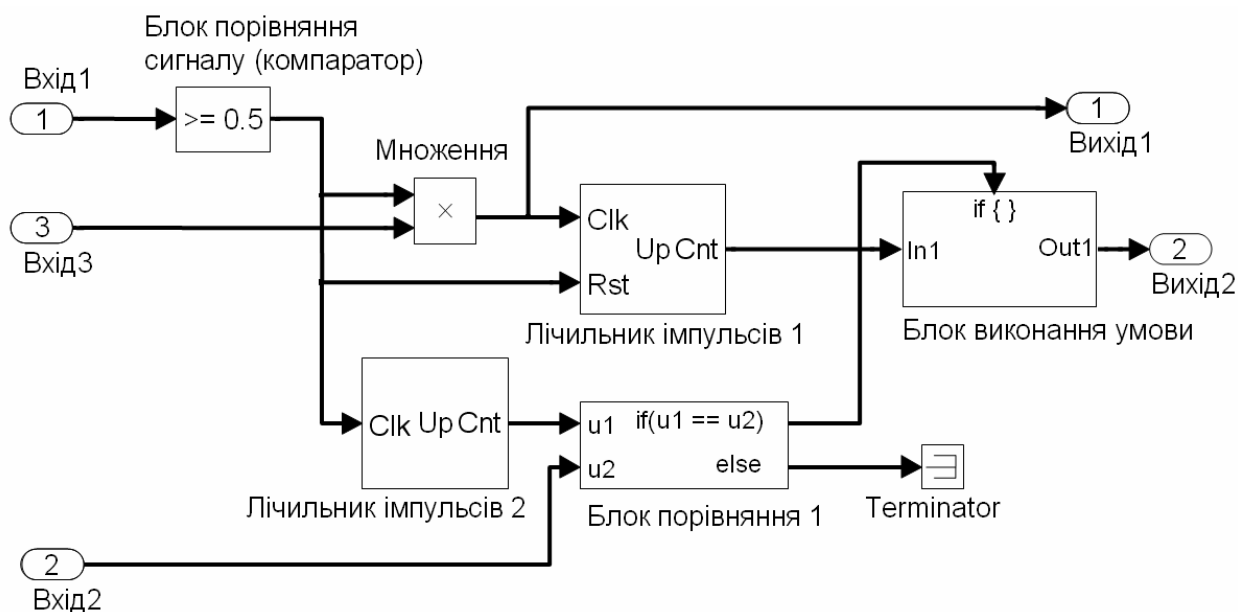 Блок порівняння
сигналу (компаратор)
Вхід1
1
>= 0.5
1
Вихід1
Множення
×
3
Вхід3
Clk
Up Cnt
Rst
Лічильник імпульсів 1
if { }
In1
Out1
Блок виконання умови
2
Вихід2
Clk Up Cnt
Лічильник імпульсів 2
u1 if(u1 == u2)
u2 else
Блок порівняння 1
Terminator
2
Вхід2